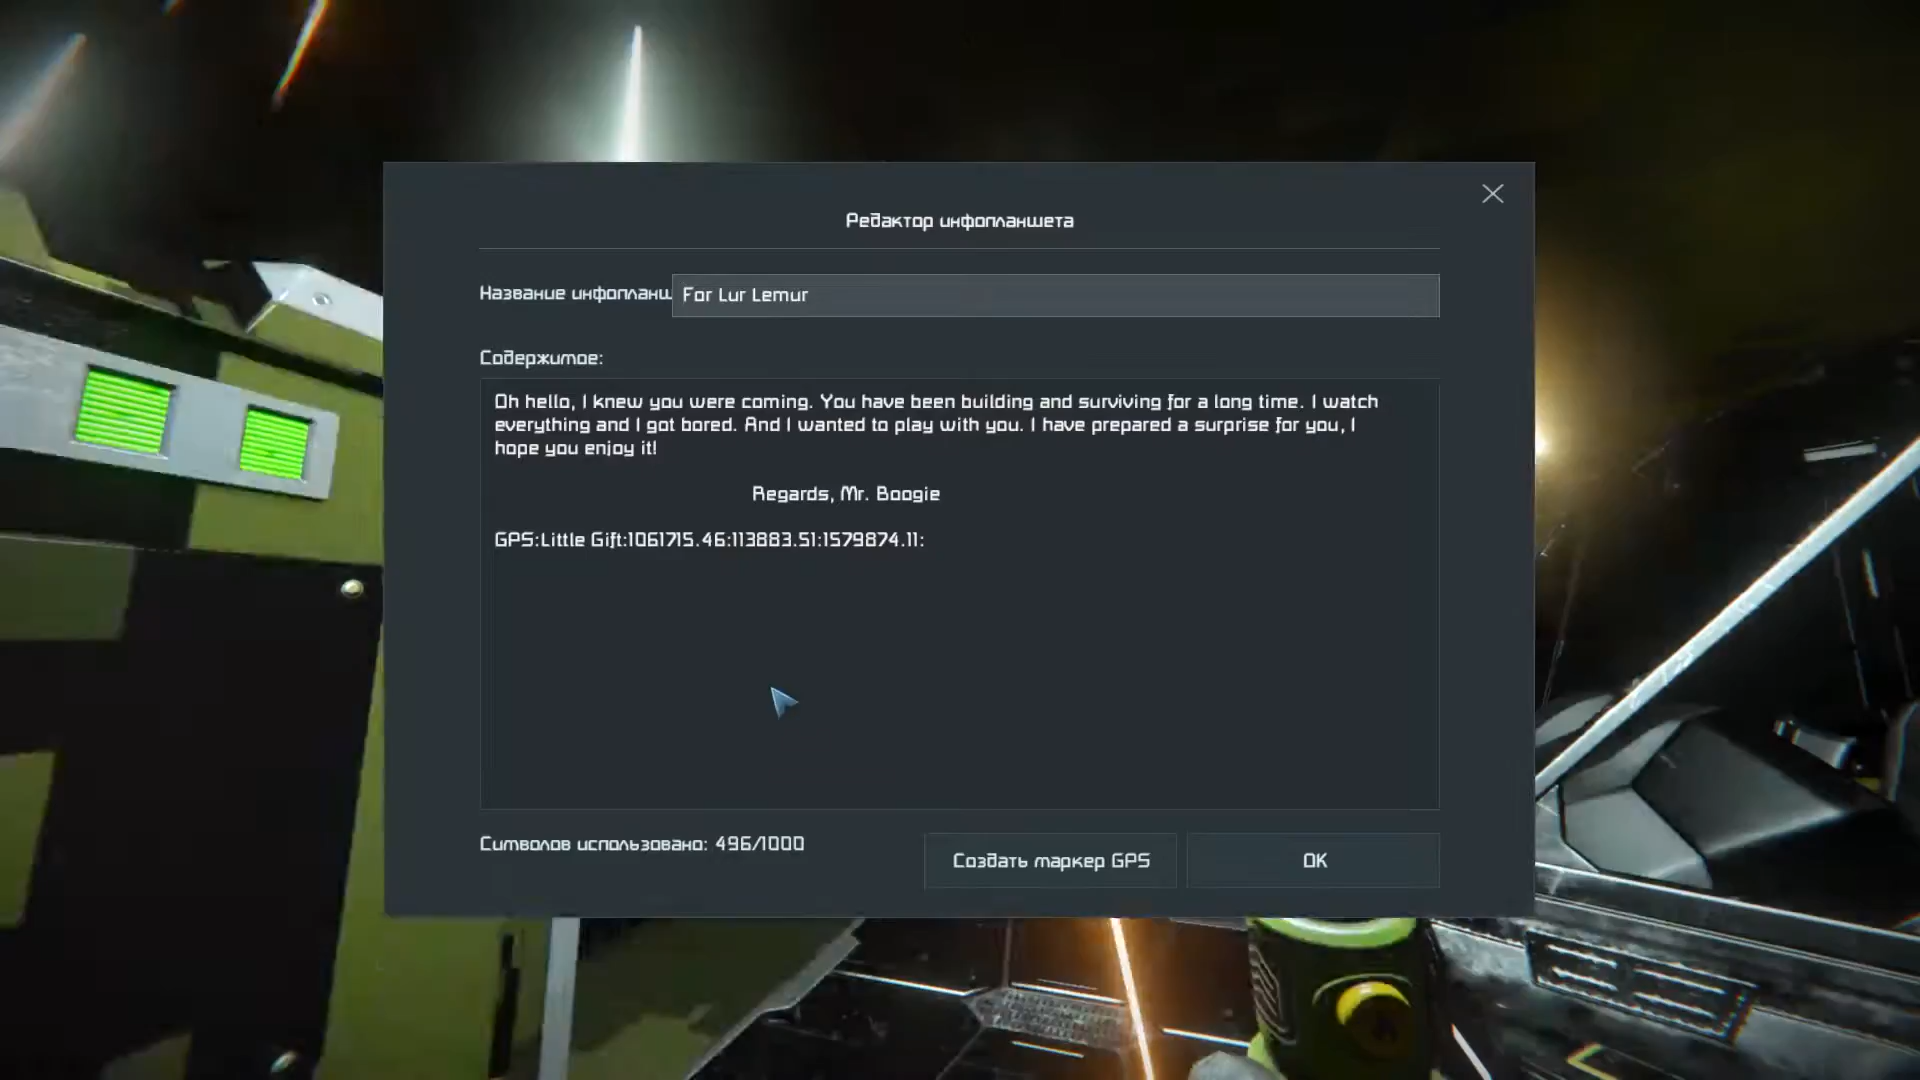 Редактор инфопланшета
Название инфопланш
For Lur Lemur
Содержимое:
Oh hello, I knew you were coming. You have been building and surviving for a long time. I watch
everything and I got bored. And I wanted to play with you. I have prepared a surprise for you, I
hope you enjoy it!
Regards, Mr. Boogie
GPS:Little Gift:1061715.46:113883.51:1579874.11:
Символов использовано: 496/1000
Создать маркер GPS
OK